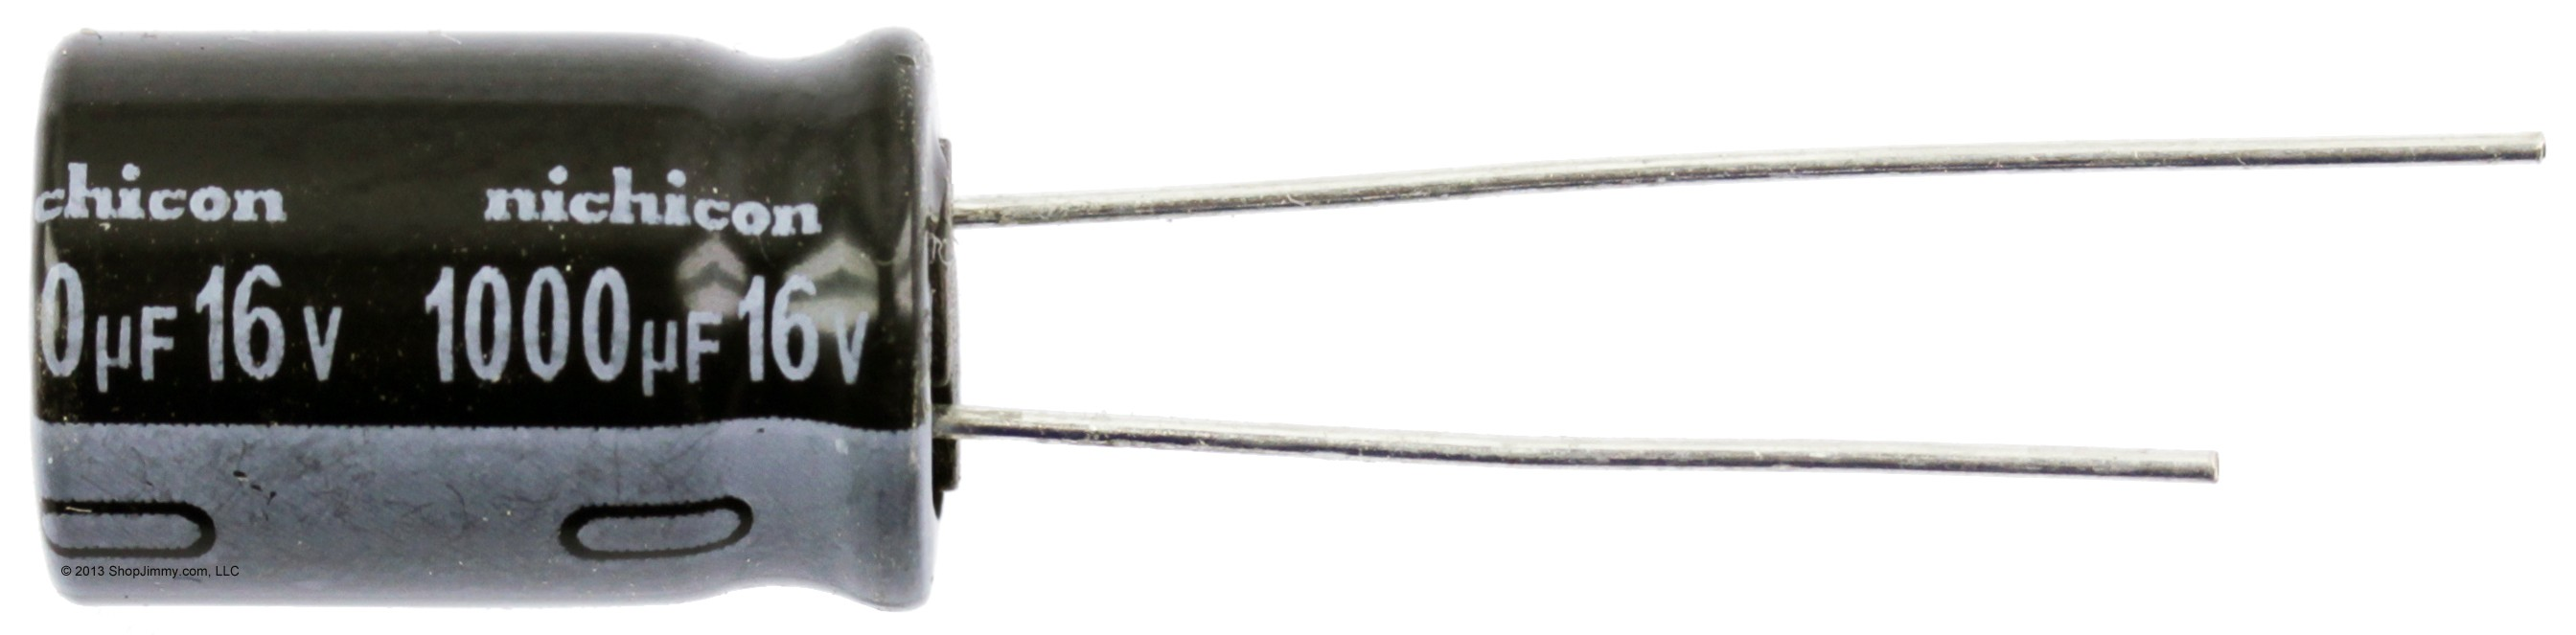 chicon nichicon
0µF 16V 1000µF 16V
© 2013 ShopJimmy.com, LLC